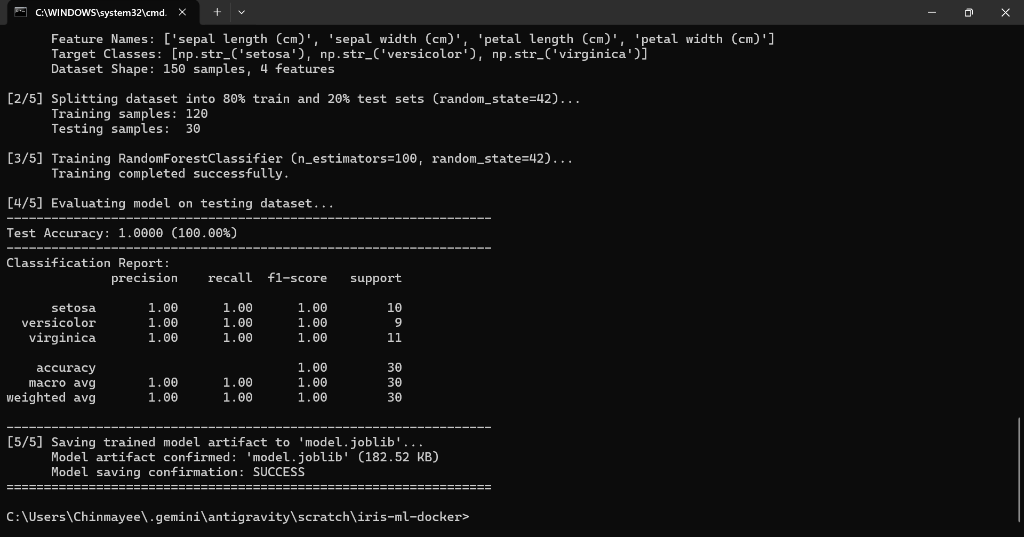 C:\WINDOWS\system32\cmd.
Feature Names: ['sepal length (cm)', 'sepal width (cm)', 'petal length (cm)', 'petal width (cm)']
Target Classes: [np.str_('setosa'), np.str_('versicolor'), np.str_('virginica')]
Dataset Shape: 150 samples, 4 features
[2/5] Splitting dataset into 80% train and 20% test sets (random_state=42)...
Training samples: 120
Testing samples:  30
[3/5] Training RandomForestClassifier (n_estimators=100, random_state=42)...
Training completed successfully.
[4/5] Evaluating model on testing dataset...
-----------------------------------------------------------------
Test Accuracy: 1.0000 (100.00%)
-----------------------------------------------------------------
Classification Report:
              precision    recall  f1-score   support
      setosa       1.00      1.00      1.00        10
  versicolor       1.00      1.00      1.00         9
   virginica       1.00      1.00      1.00        11
    accuracy                           1.00        30
   macro avg       1.00      1.00      1.00        30
weighted avg       1.00      1.00      1.00        30
-----------------------------------------------------------------
[5/5] Saving trained model artifact to 'model.joblib'...
Model artifact confirmed: 'model.joblib' (182.52 KB)
Model saving confirmation: SUCCESS
=================================================================
C:\Users\Chinmayee\.gemini\antigravity\scratch\iris-ml-docker>